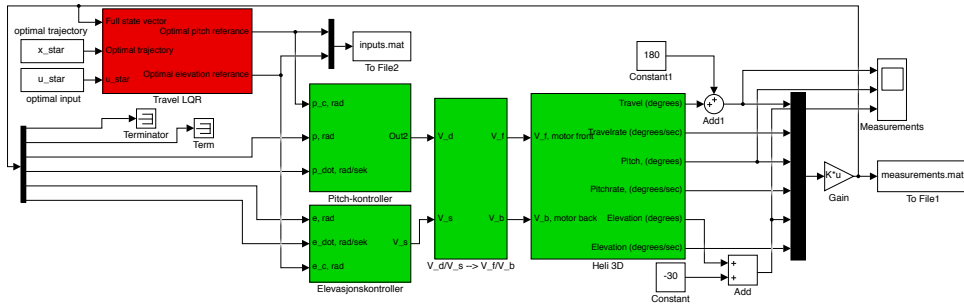 Full state vector
optimal trajectory
Optimal pitch referance
x_star
Optimal trajectory
inputs.mat
To File2
180
Constant1
u_star
u_star
Optimal elevation referance
optimal input
Travel LQR
p_c, rad
Travel (degrees)
Add1
Measurements
Terminator
Term
p, rad
Out2
V_d
V_f
V_f, motor front
Travelrate (degrees/sec)
Pitch, (degrees)
p_dot, rad/sek
K*u
Gain
measurements.mat
To File1
Pitchrate, (degrees/sec)
Pitch-kontroller
e, rad
V_s
V_b
V_b, motor back
Elevation (degrees)
e_dot, rad/sek
V_s
Elevation (degrees/sec)
e_c, rad
V_d/V_s --> V_f/V_b
Heli 3D
Elevasjonskontroller
-30
Constant
Add